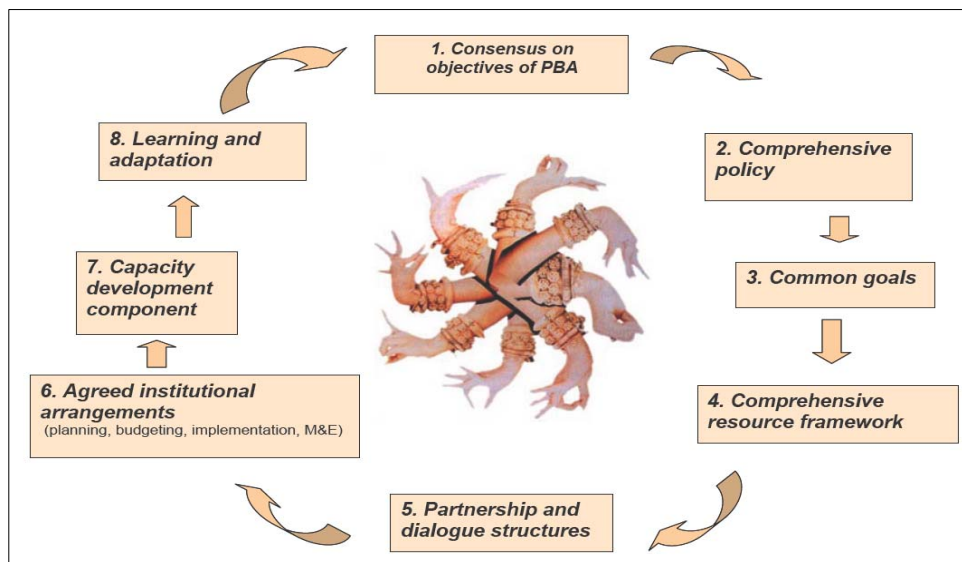 1. Consensus on
objectives of PBA
2. Comprehensive
policy
3. Common goals
4. Comprehensive
resource framework
5. Partnership and
dialogue structures
6. Agreed institutional
arrangements
(planning, budgeting, implementation, M&E)
7. Capacity
development
component
8. Learning and
adaptation